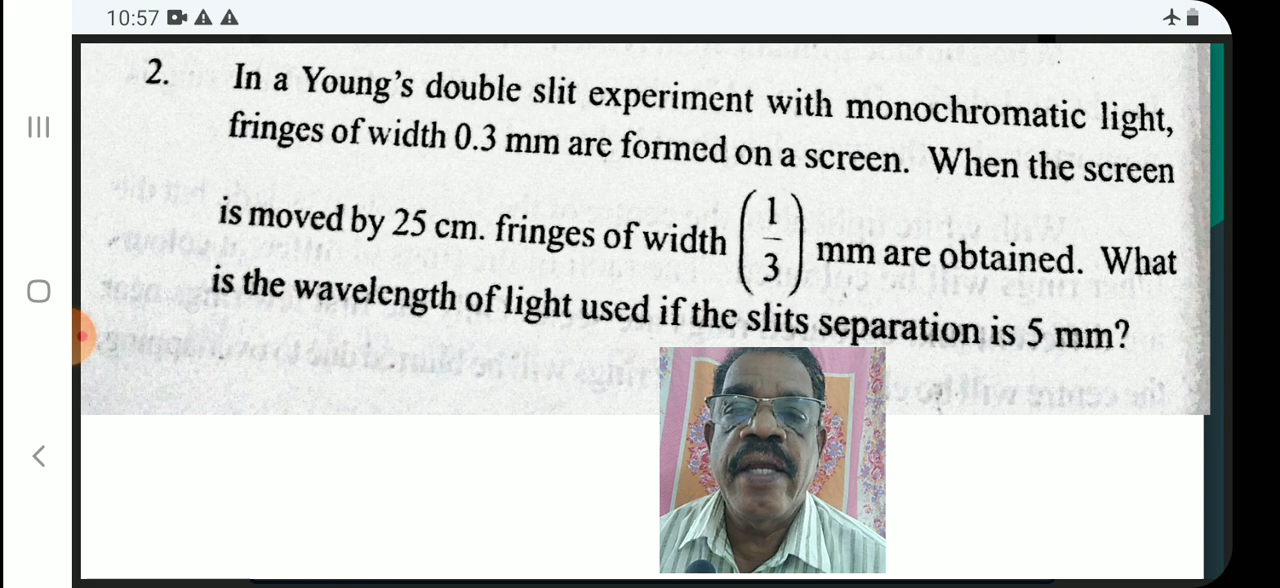 10:57
2. In a Young's double slit experiment with monochromatic light,
fringes of width 0.3 mm are formed on a screen. When the screen
is moved by 25 cm. fringes of width (1/3) mm are obtained. What
is the wavelength of light used if the slits separation is 5 mm?